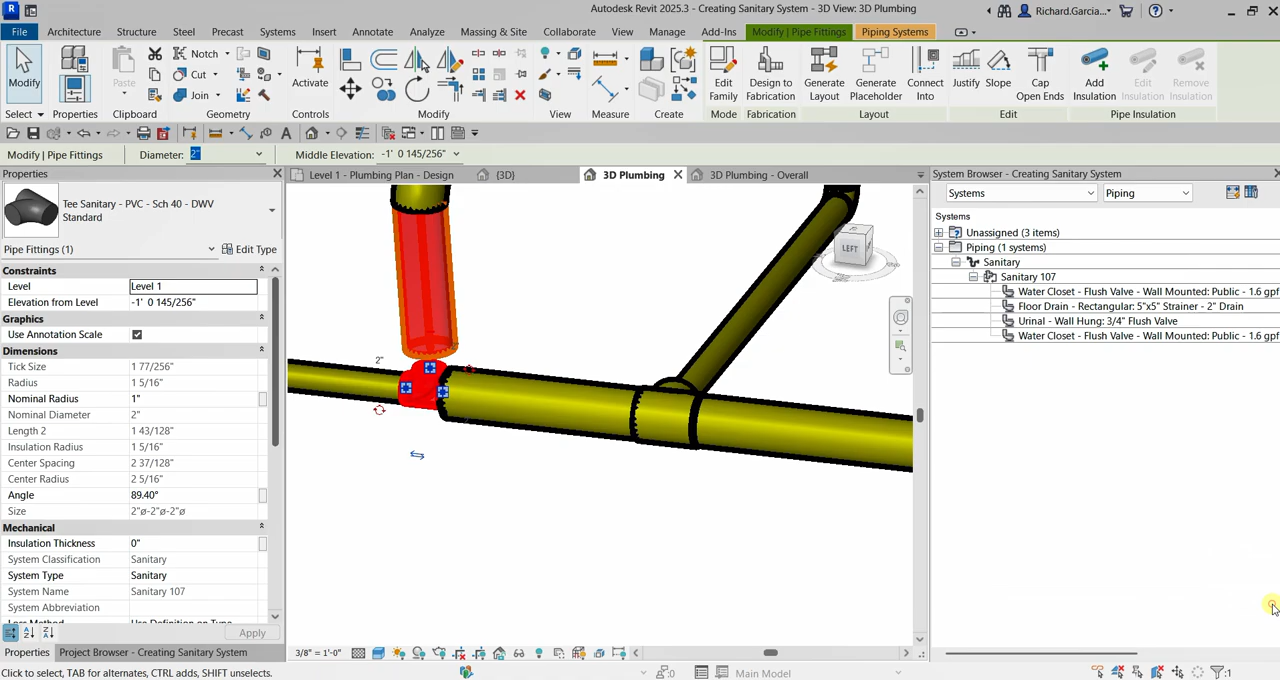 Autodesk Revit 2025.3 - Creating Sanitary System - 3D View: 3D Plumbing
Richard.Garcia...
File Architecture Structure Steel Precast Systems Insert Annotate Analyze Massing & Site Collaborate View Manage Add-Ins Modify | Pipe Fittings Piping Systems
Modify Properties Paste Notch Cut Join Activate Edit Family Design to Fabrication Generate Layout Generate Placeholder Connect Into Justify Slope Cap Open Ends Add Insulation Edit Insulation Remove Insulation
Select Properties Clipboard Geometry Controls Modify View Measure Create Mode Fabrication Layout Edit Pipe Insulation
Modify | Pipe Fittings Diameter: 2" Middle Elevation: -1' 0 145/256"
Properties
Level 1 - Plumbing Plan - Design {3D} 3D Plumbing 3D Plumbing - Overall
System Browser - Creating Sanitary System
Tee Sanitary - PVC - Sch 40 - DWV
Standard
Systems Piping
Pipe Fittings (1) Edit Type
Systems
Unassigned (3 items)
Piping (1 systems)
Sanitary
Sanitary 107
Water Closet - Flush Valve - Wall Mounted: Public - 1.6 gpf
Floor Drain - Rectangular: 5"x5" Strainer - 2" Drain
Urinal - Wall Hung: 3/4" Flush Valve
Water Closet - Flush Valve - Wall Mounted: Public - 1.6 gpf
Constraints
Level Level 1
Elevation from Level -1' 0 145/256"
Graphics
Use Annotation Scale
Dimensions
Tick Size 1 77/256"
Radius 1 5/16"
Nominal Radius 1"
Nominal Diameter 2"
Length 2 1 43/128"
Insulation Radius 1 5/16"
Center Spacing 2 37/128"
Center Radius 2 5/16"
Angle 89.40°
Size 2"ø-2"ø-2"ø
Mechanical
Insulation Thickness 0"
System Classification Sanitary
System Type Sanitary
System Name Sanitary 107
System Abbreviation
LEFT
2"
Apply
Properties Project Browser - Creating Sanitary System
3/8" = 1'-0"
Click to select, TAB for alternates, CTRL adds, SHIFT unselects.
:0
Main Model
:1